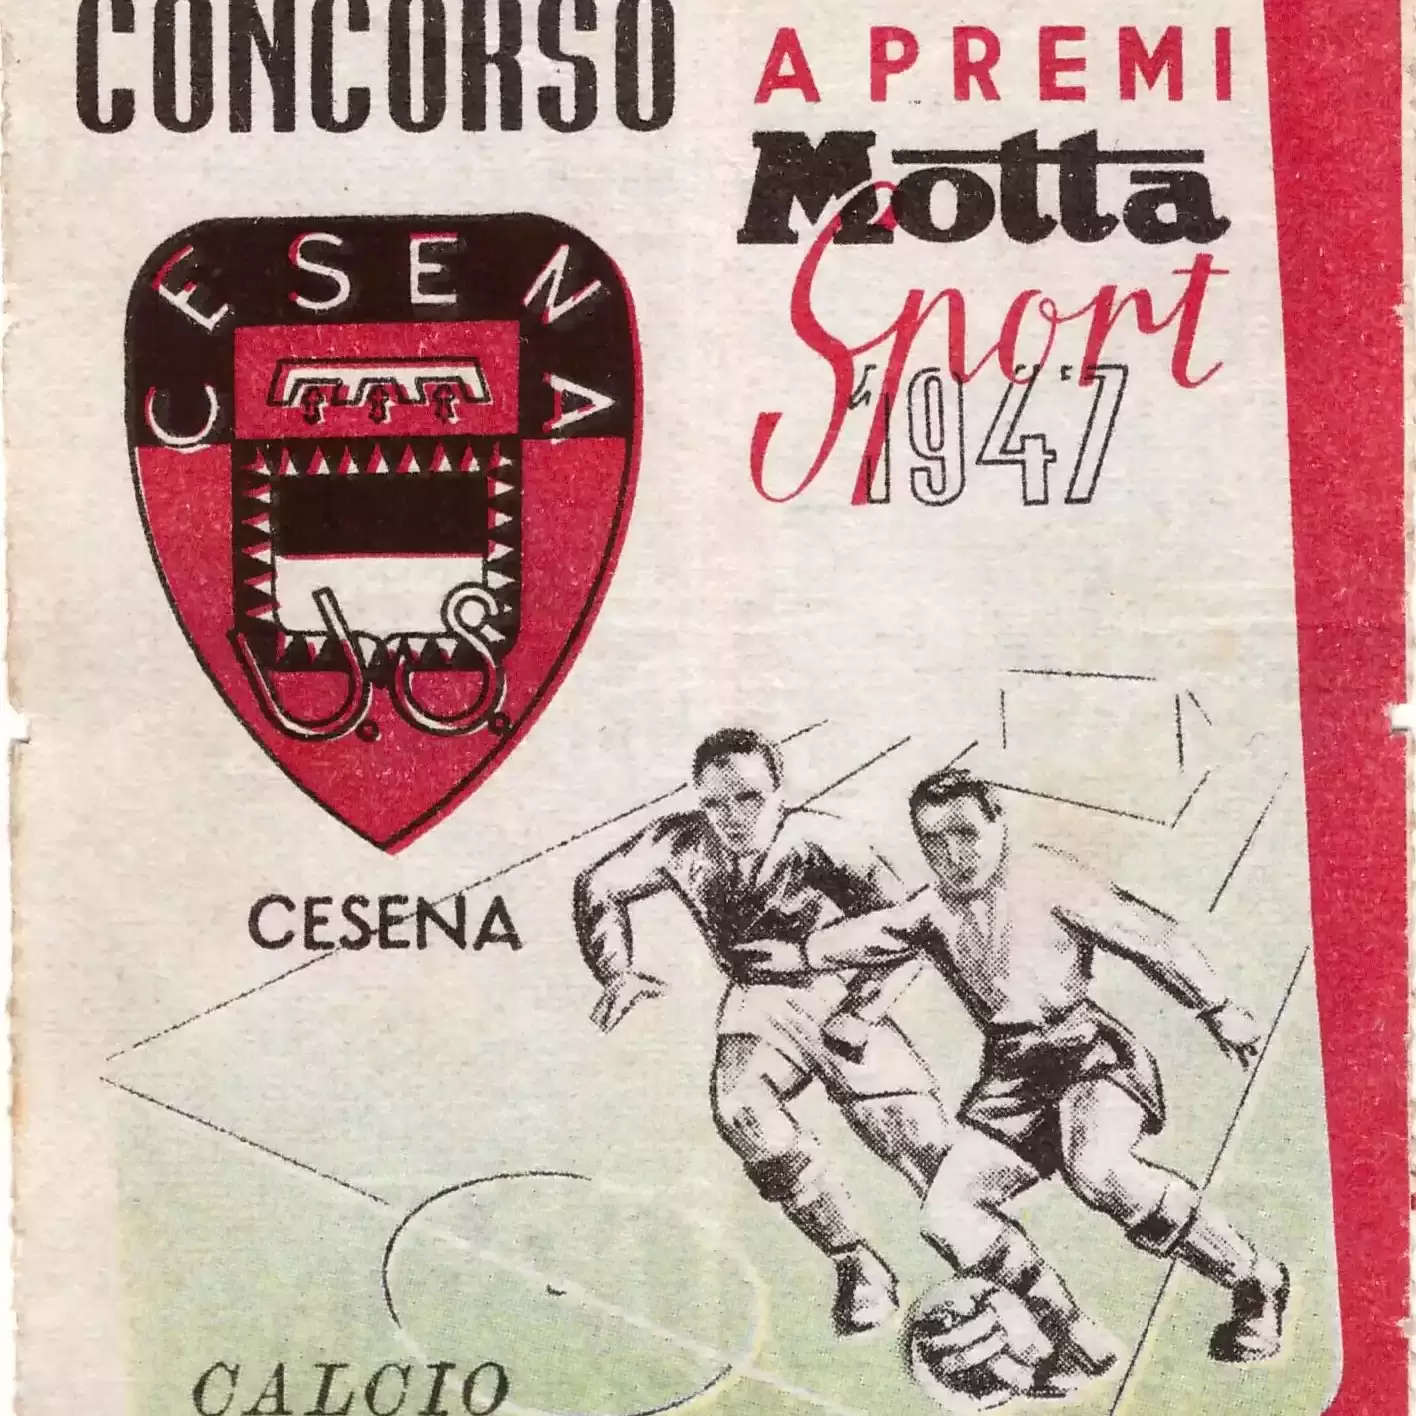 CONCORSO
A PREMI
Motta
Sport
1947
CESENA
U.S.
CESENA
CALCIO